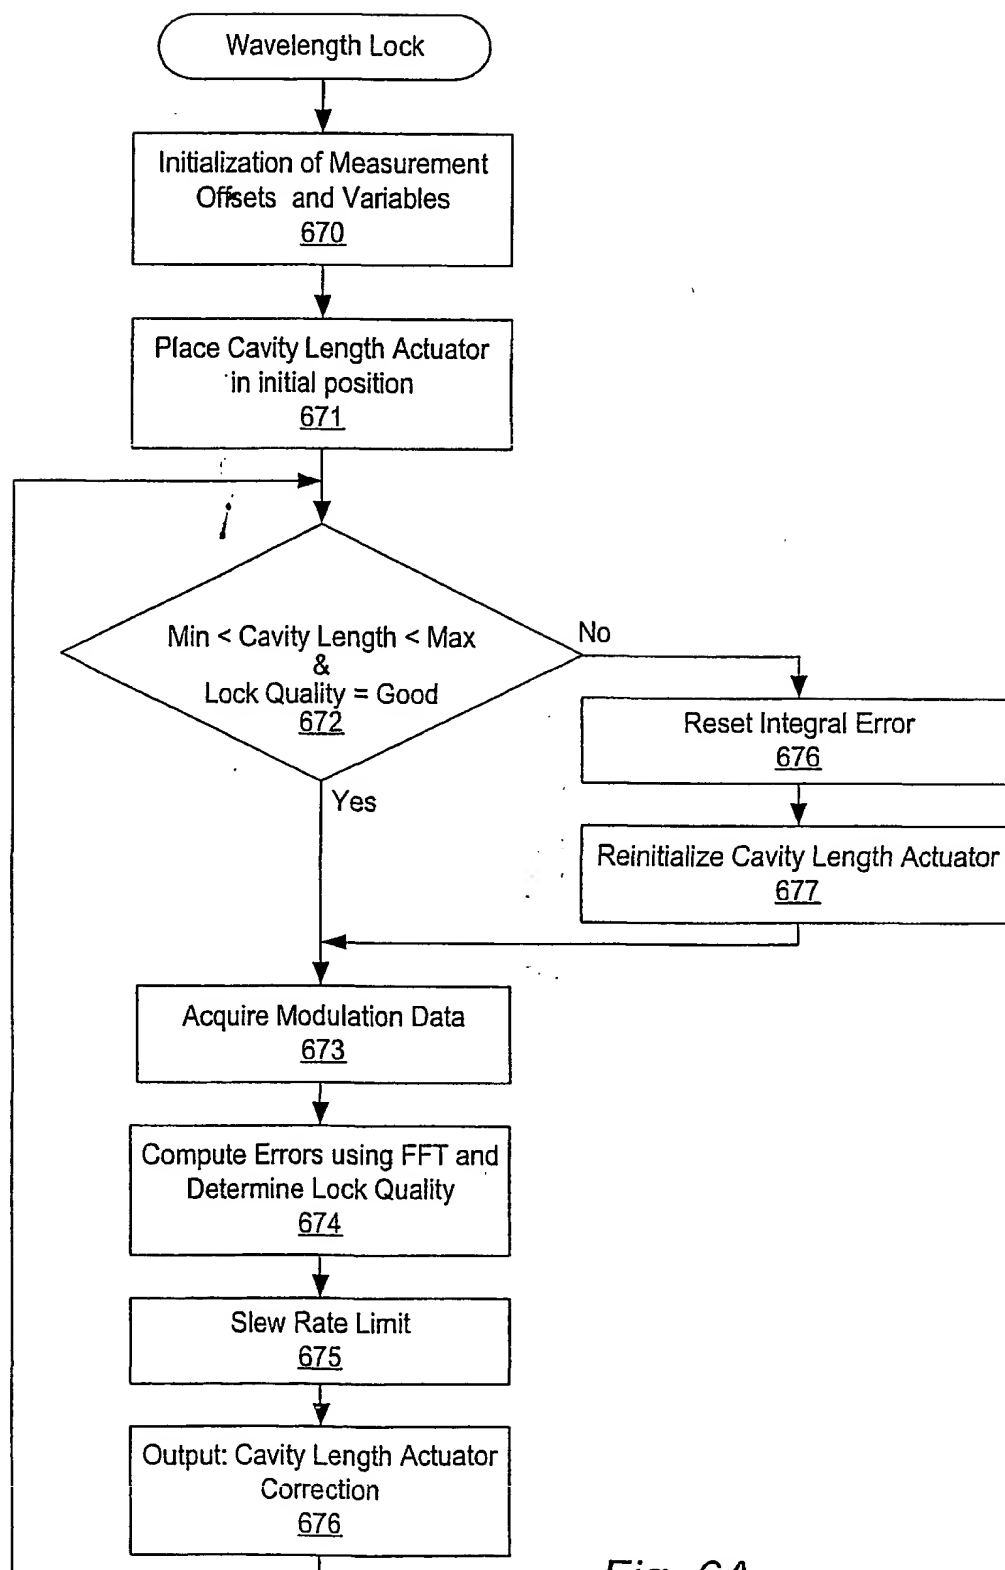 Wavelength Lock
Initialization of Measurement
Offsets and Variables
670
Place Cavity Length Actuator
in initial position
671
Min < Cavity Length < Max
&
Lock Quality = Good
672
No
Reset Integral Error
676
Reinitialize Cavity Length Actuator
677
Yes
Acquire Modulation Data
673
Compute Errors using FFT and
Determine Lock Quality
674
Slew Rate Limit
675
Output: Cavity Length Actuator
Correction
676
Fig. 6A